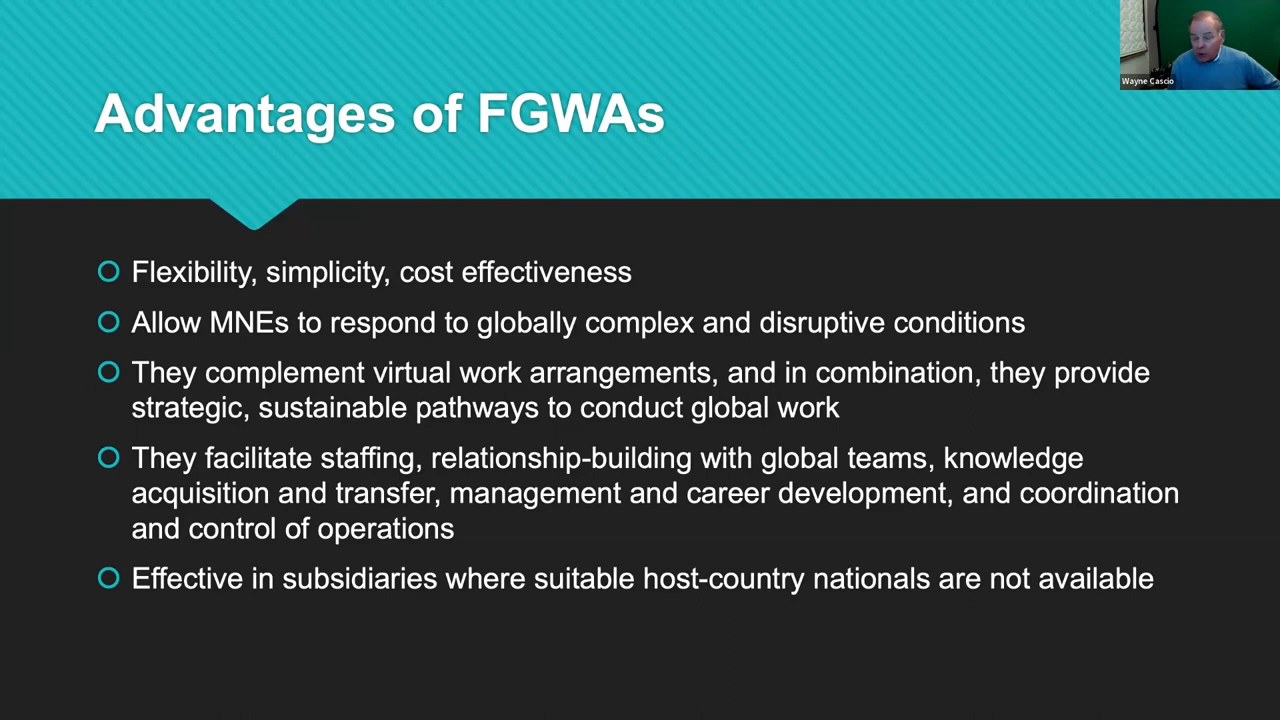 Wayne Cascio
Advantages of FGWAs
Flexibility, simplicity, cost effectiveness
Allow MNEs to respond to globally complex and disruptive conditions
They complement virtual work arrangements, and in combination, they provide
strategic, sustainable pathways to conduct global work
They facilitate staffing, relationship-building with global teams, knowledge
acquisition and transfer, management and career development, and coordination
and control of operations
Effective in subsidiaries where suitable host-country nationals are not available